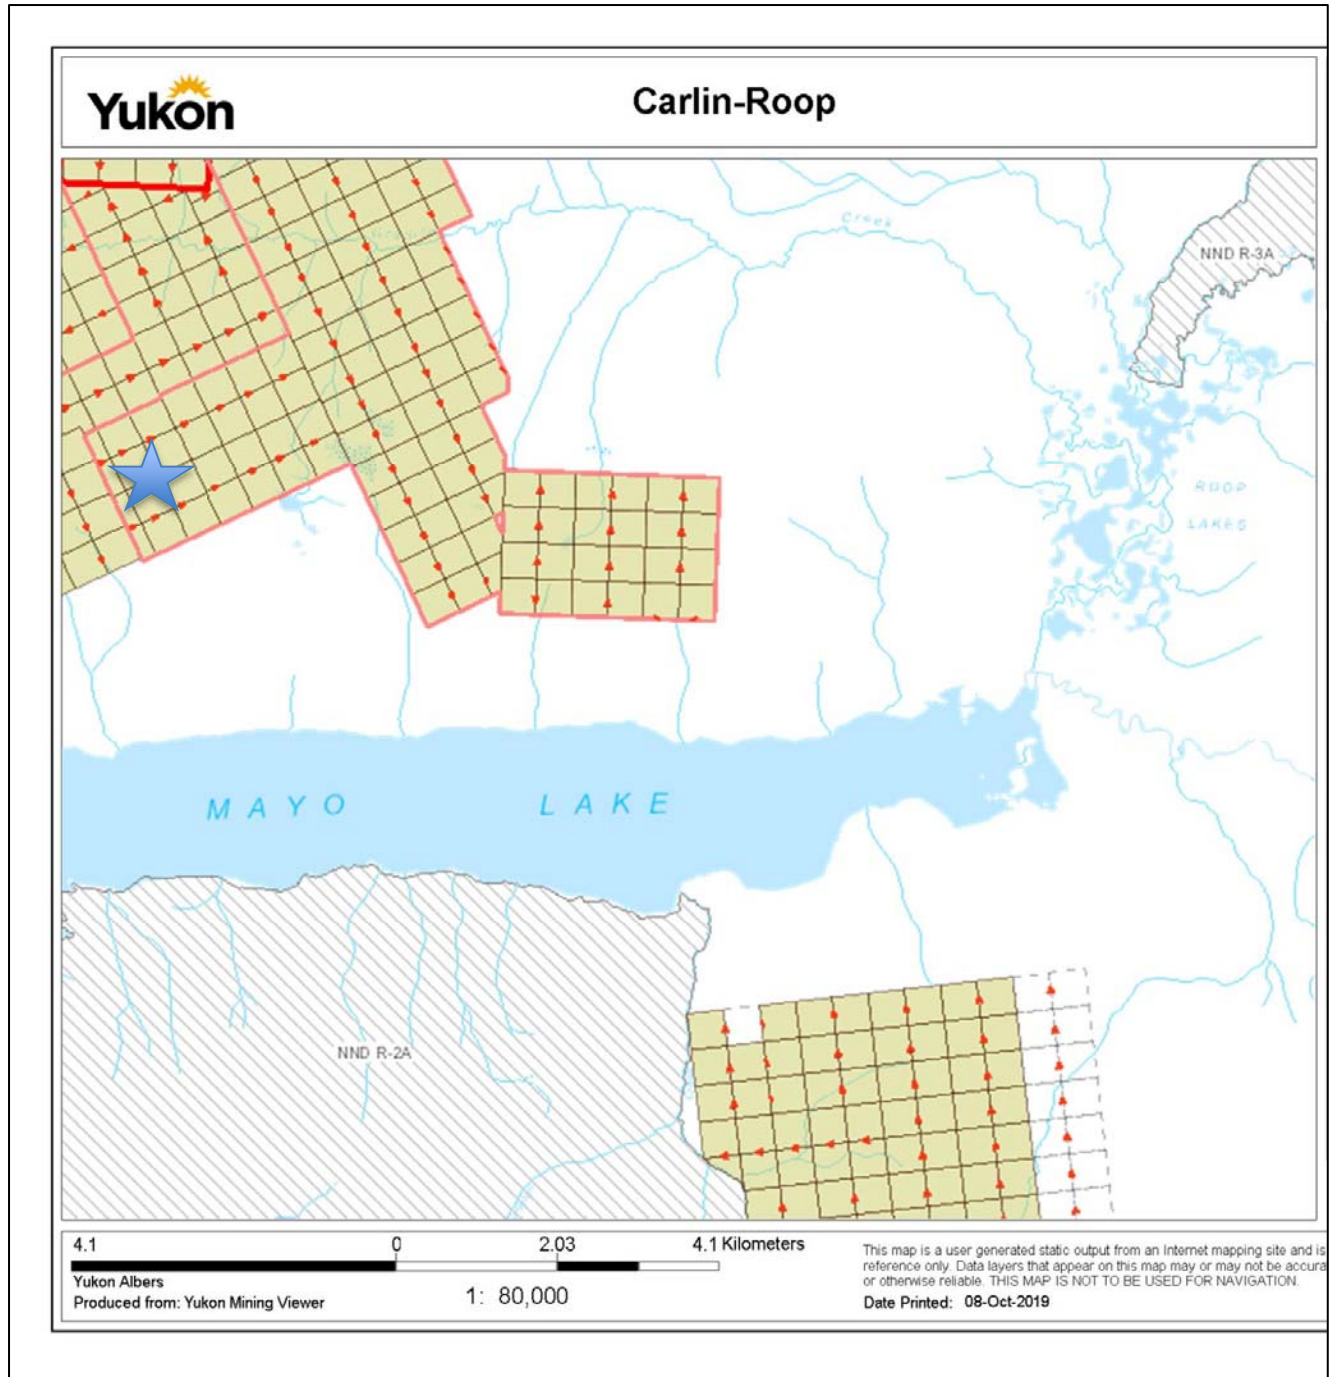 Yukon
Carlin-Roop
Creek
NND R-3A
ROOP
LAKES
MAYO LAKE
NND R-2A
4.1 0 2.03 4.1 Kilometers
Yukon Albers
Produced from: Yukon Mining Viewer
1: 80,000
This map is a user generated static output from an Internet mapping site and is
reference only. Data layers that appear on this map may or may not be accura
or otherwise reliable. THIS MAP IS NOT TO BE USED FOR NAVIGATION.
Date Printed: 08-Oct-2019